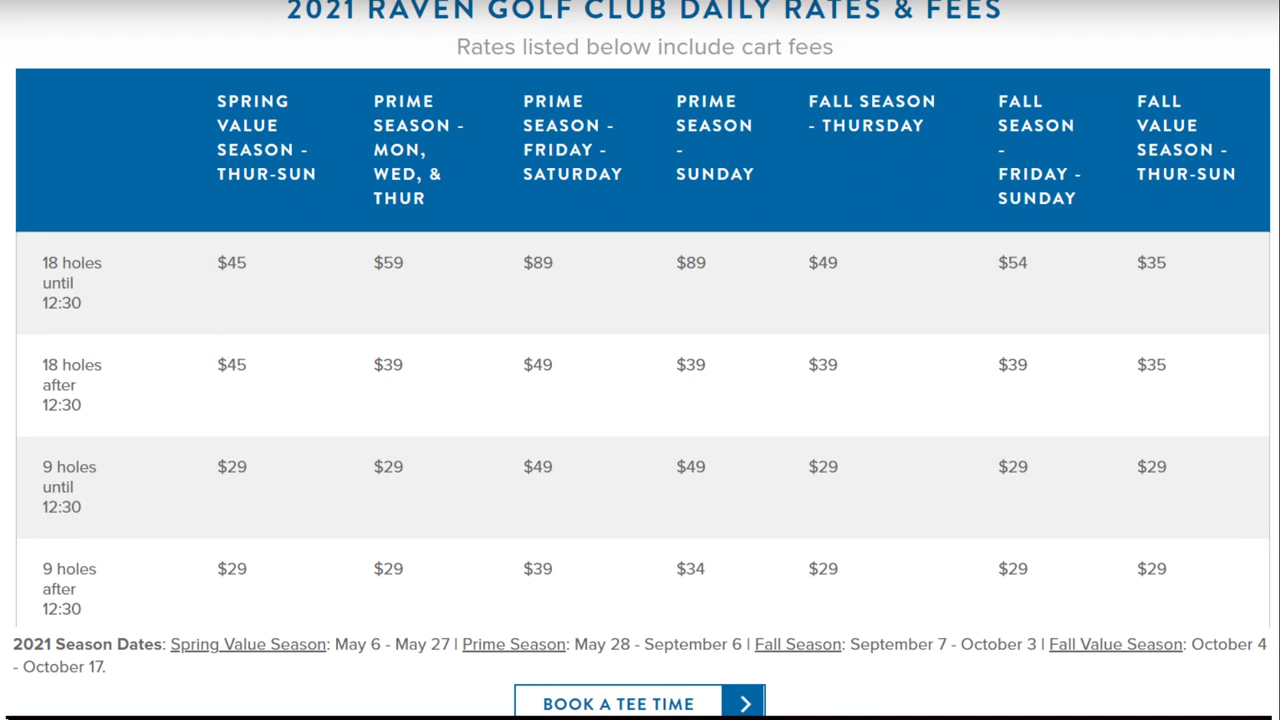 2021 RAVEN GOLF CLUB DAILY RATES & FEES
Rates listed below include cart fees
SPRING VALUE SEASON - THUR-SUN
PRIME SEASON - MON, WED, & THUR
PRIME SEASON - FRIDAY - SATURDAY
PRIME SEASON - SUNDAY
FALL SEASON - THURSDAY
FALL SEASON - FRIDAY - SUNDAY
FALL VALUE SEASON - THUR-SUN
18 holes until 12:30 $45 $59 $89 $89 $49 $54 $35
18 holes after 12:30 $45 $39 $49 $39 $39 $39 $35
9 holes until 12:30 $29 $29 $49 $49 $29 $29 $29
9 holes after 12:30 $29 $29 $39 $34 $29 $29 $29
2021 Season Dates: Spring Value Season: May 6 - May 27 | Prime Season: May 28 - September 6 | Fall Season: September 7 - October 3 | Fall Value Season: October 4
- October 17.
BOOK A TEE TIME